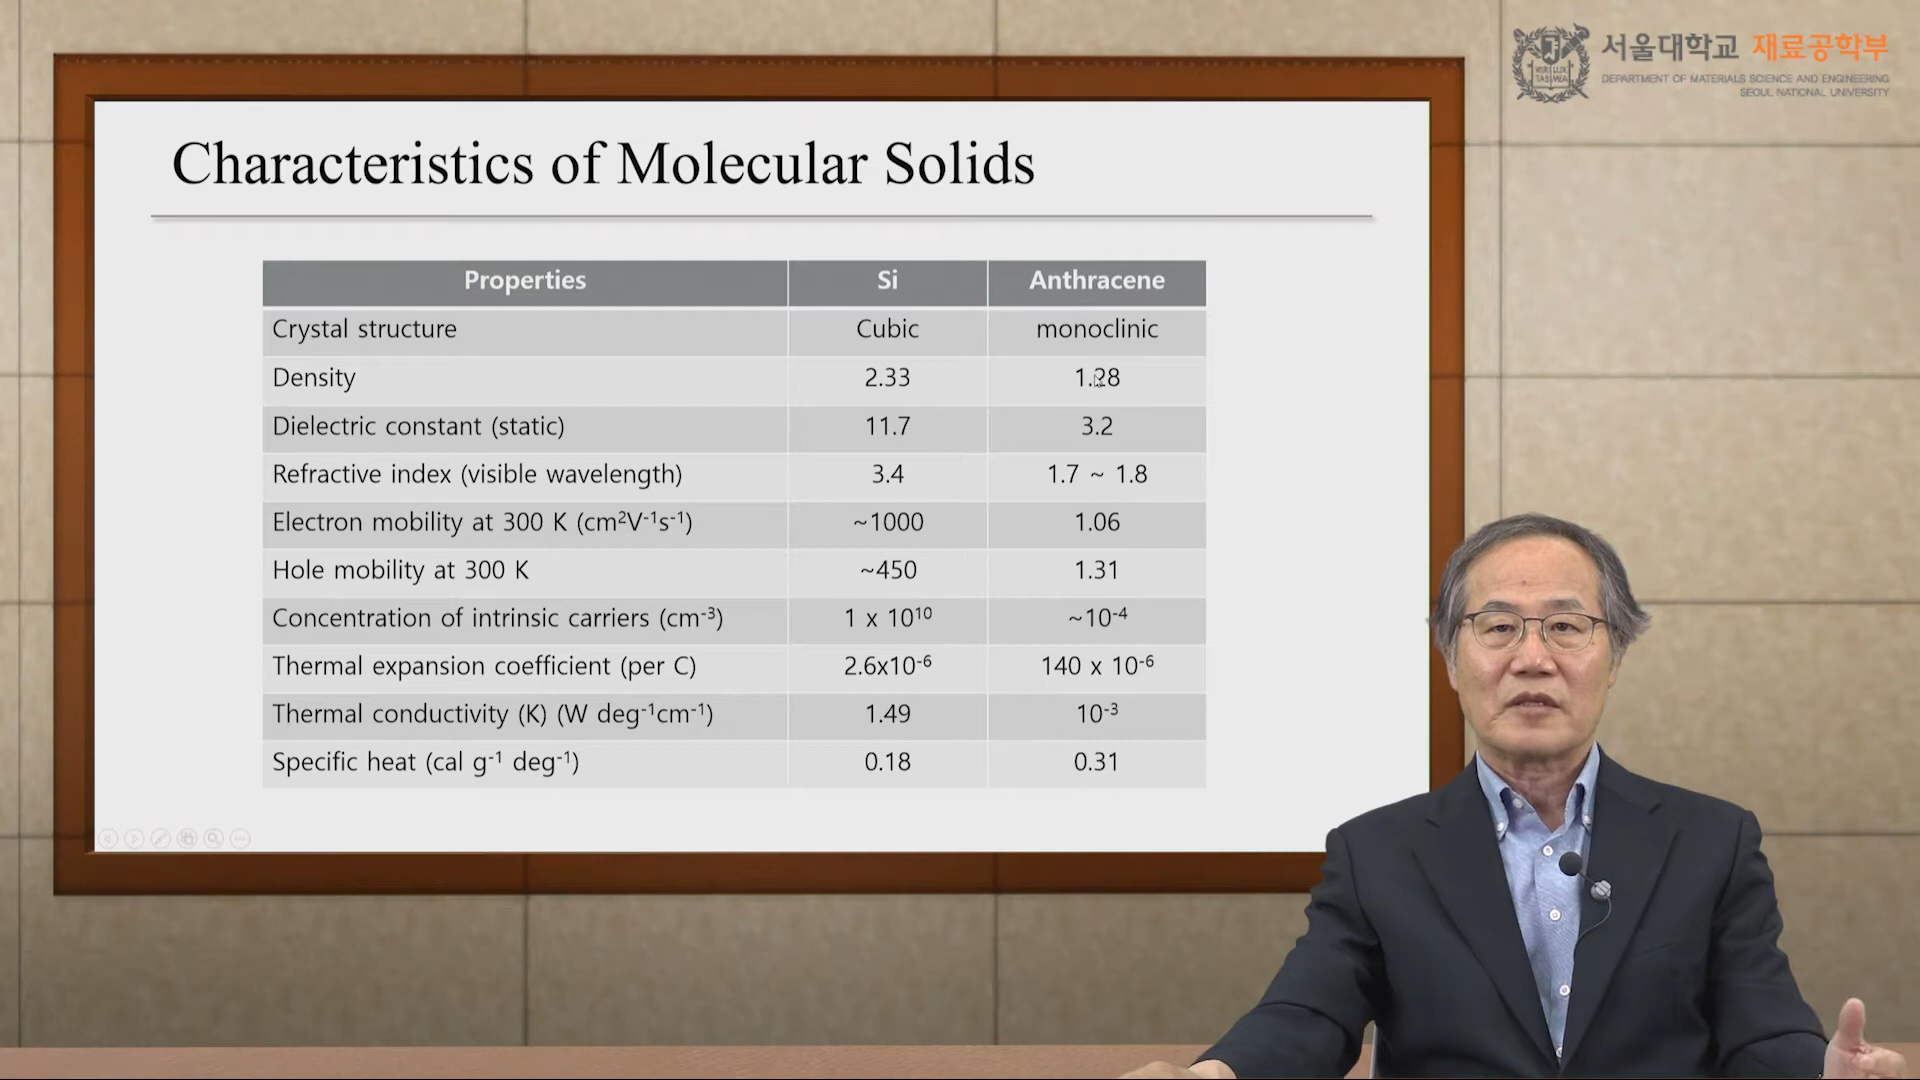 서울대학교 재료공학부
DEPARTMENT OF MATERIALS SCIENCE AND ENGINEERING
SEOUL NATIONAL UNIVERSITY
Characteristics of Molecular Solids
Properties Si Anthracene
Crystal structure Cubic monoclinic
Density 2.33 1.28
Dielectric constant (static) 11.7 3.2
Refractive index (visible wavelength) 3.4 1.7 ~ 1.8
Electron mobility at 300 K (cm²V⁻¹s⁻¹) ~1000 1.06
Hole mobility at 300 K ~450 1.31
Concentration of intrinsic carriers (cm⁻³) 1 x 10¹⁰ ~10⁻⁴
Thermal expansion coefficient (per C) 2.6x10⁻⁶ 140 x 10⁻⁶
Thermal conductivity (K) (W deg⁻¹cm⁻¹) 1.49 10⁻³
Specific heat (cal g⁻¹ deg⁻¹) 0.18 0.31